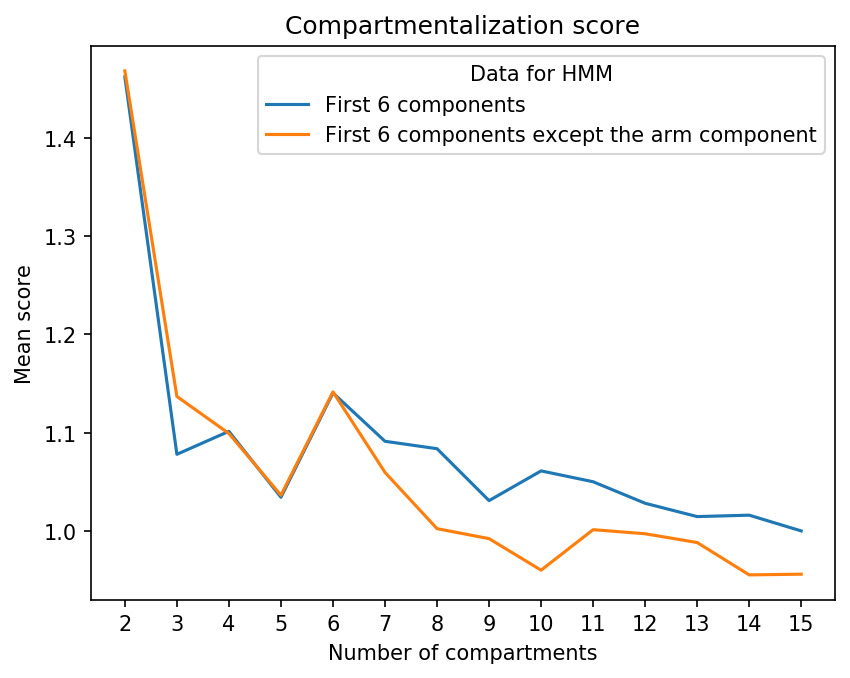 Compartmentalization score
Data for HMM
First 6 components
First 6 components except the arm component
Mean score
1.4
1.3
1.2
1.1
1.0
2 3 4 5 6 7 8 9 10 11 12 13 14 15
Number of compartments